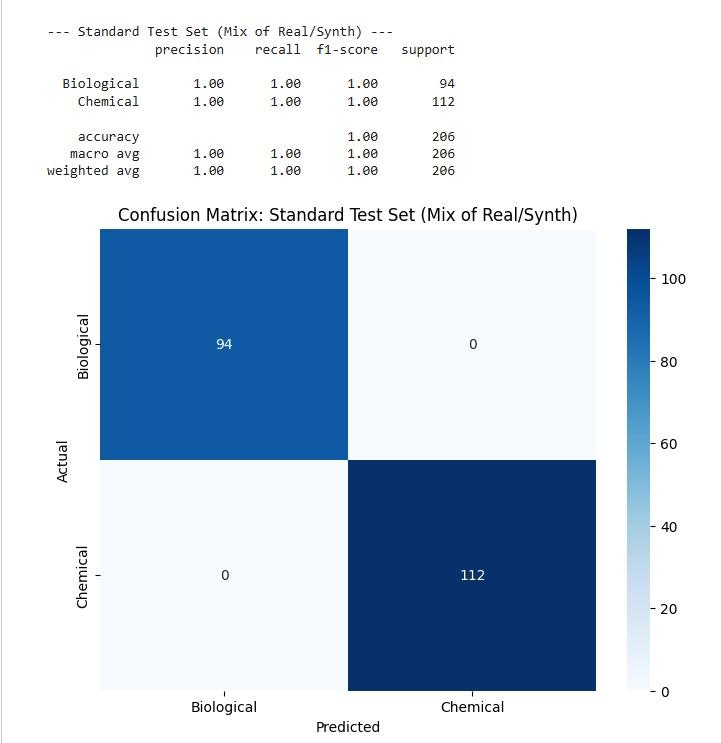 --- Standard Test Set (Mix of Real/Synth) ---
precision recall f1-score support
Biological 1.00 1.00 1.00 94
Chemical 1.00 1.00 1.00 112
accuracy 1.00 206
macro avg 1.00 1.00 1.00 206
weighted avg 1.00 1.00 1.00 206
Confusion Matrix: Standard Test Set (Mix of Real/Synth)
Actual
Biological
94
0
Chemical
0
112
Biological
Chemical
Predicted
100
80
60
40
20
0